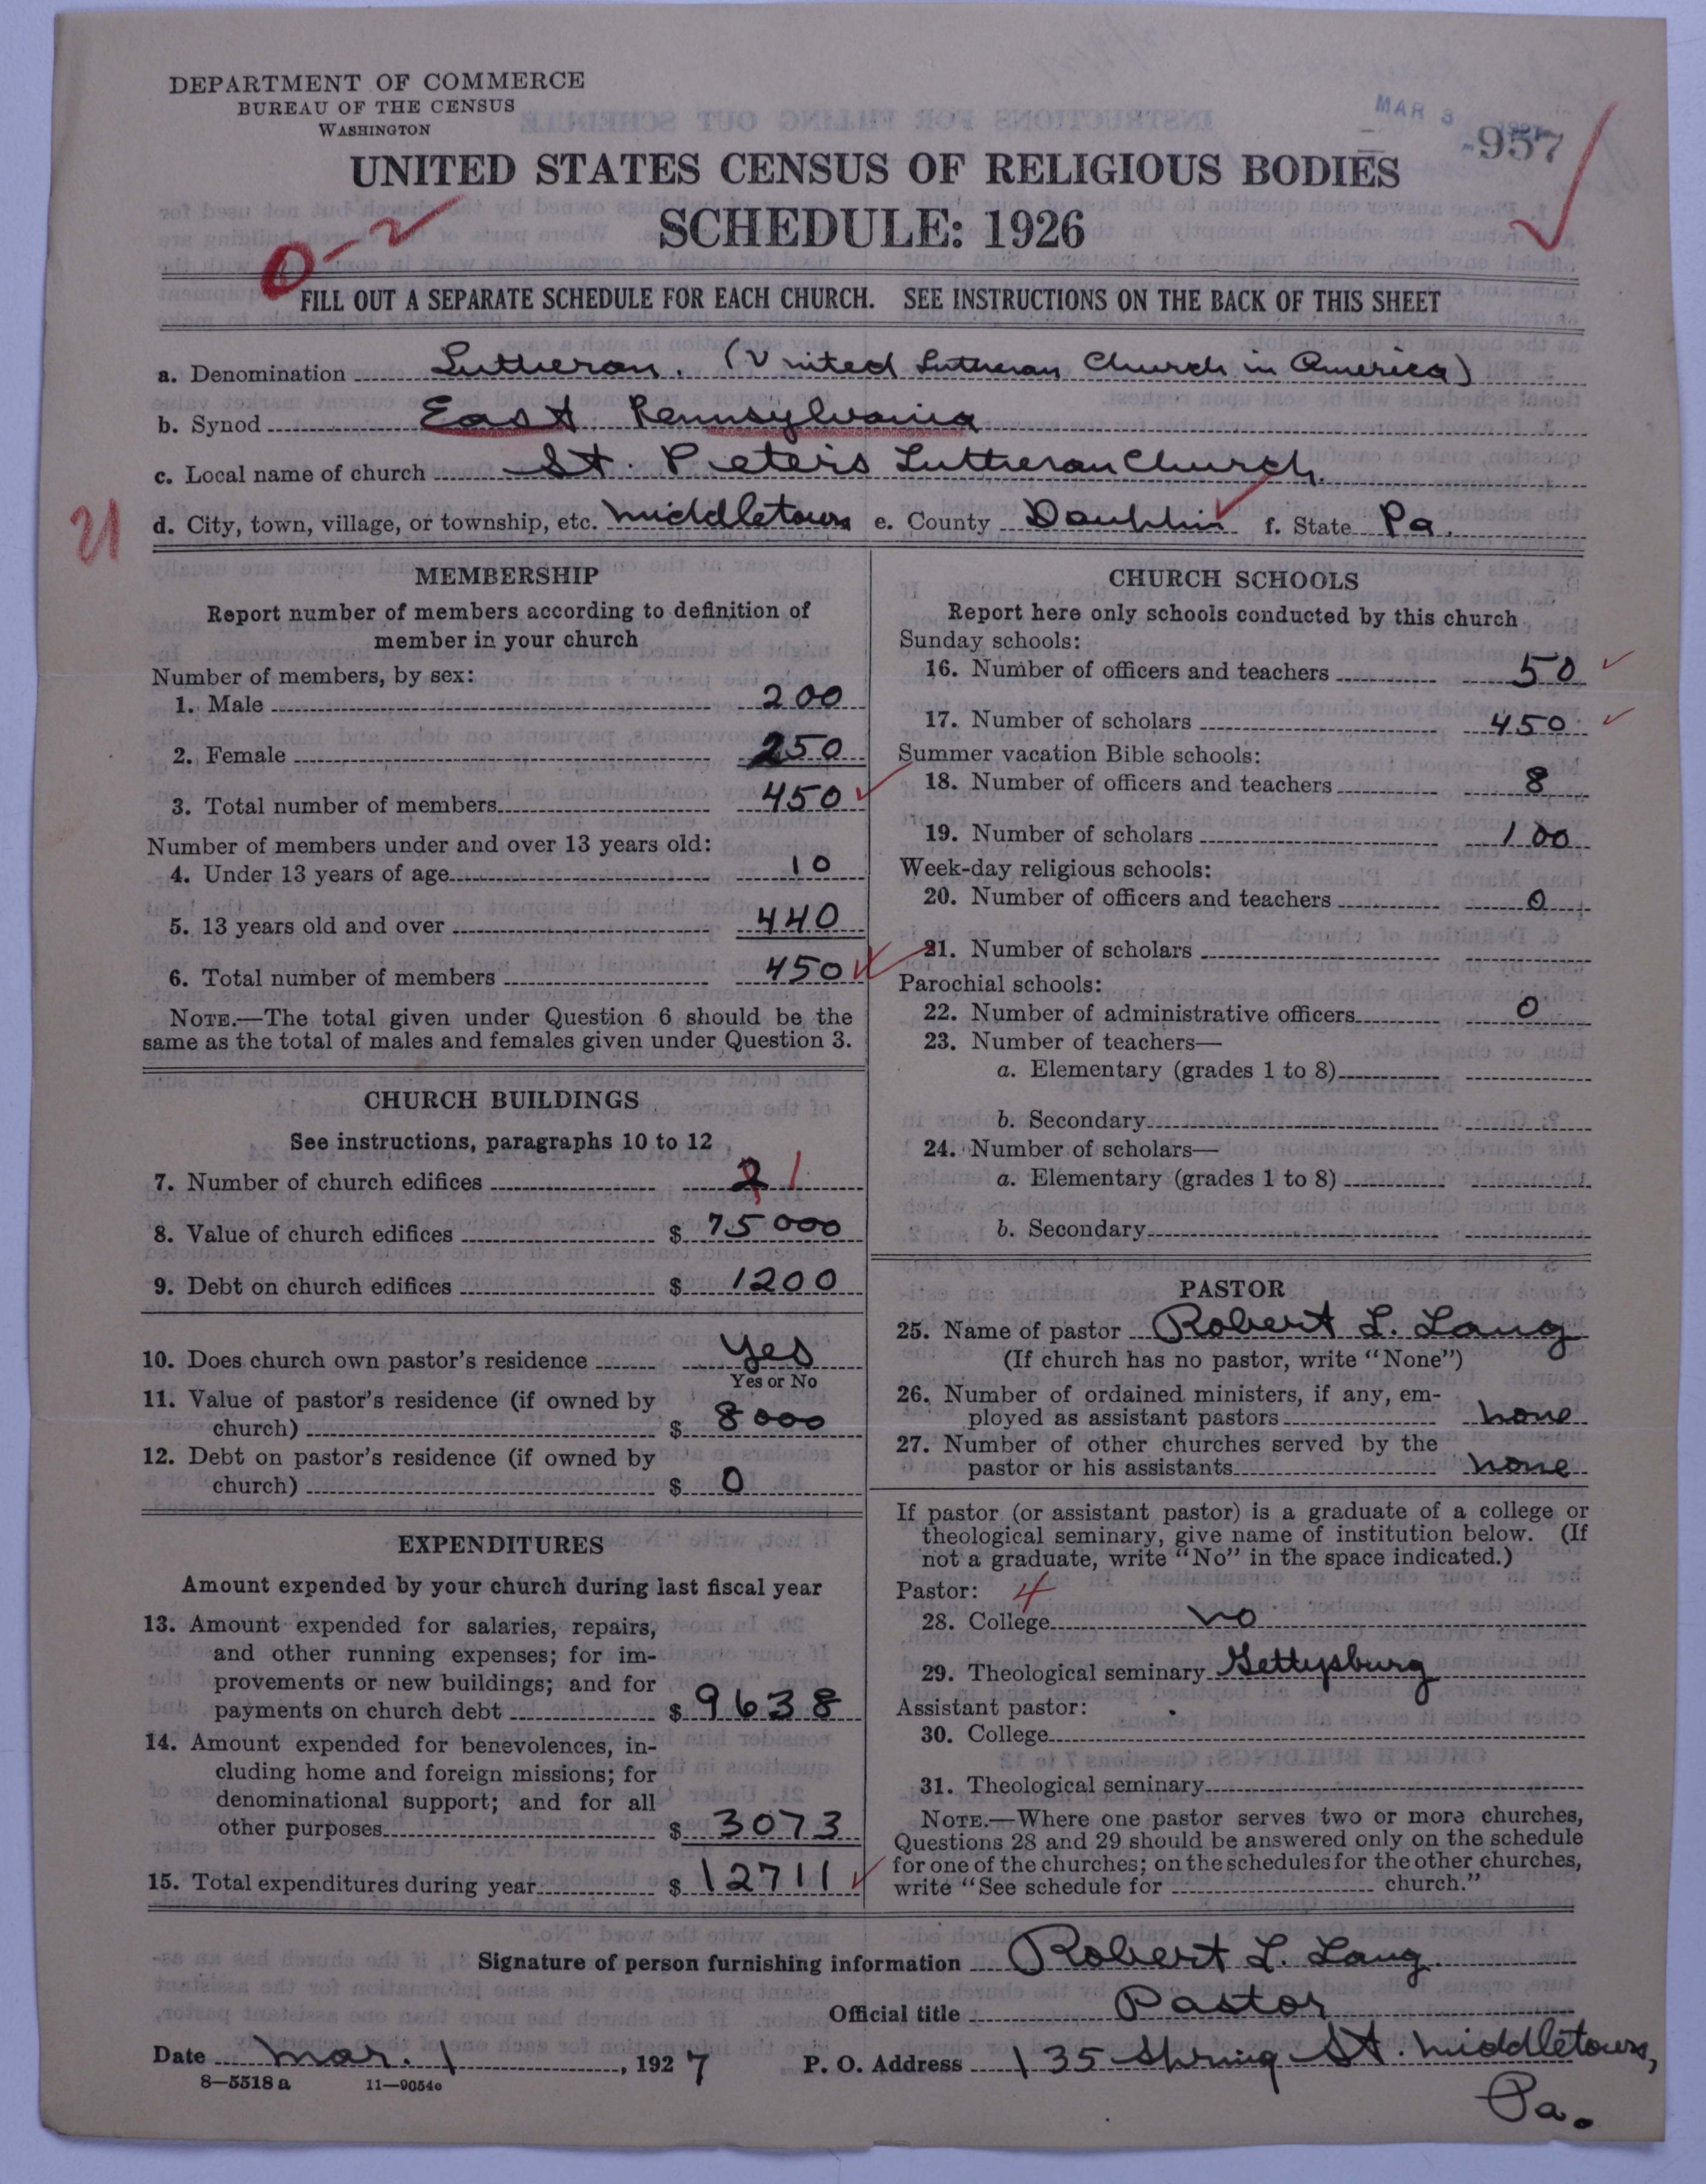 DEPARTMENT OF COMMERCE
BUREAU OF THE CENSUS
WASHINGTON
MAR 3
957
UNITED STATES CENSUS OF RELIGIOUS BODIES
SCHEDULE: 1926
0-2
FILL OUT A SEPARATE SCHEDULE FOR EACH CHURCH. SEE INSTRUCTIONS ON THE BACK OF THIS SHEET
a. Denomination Lutheran. (United Lutheran Church in America)
b. Synod East Pennsylvania
c. Local name of church St. Peter's Lutheran Church.
21
d. City, town, village, or township, etc. Middletown e. County Dauphin f. State Pa.
MEMBERSHIP
Report number of members according to definition of
member in your church
Number of members, by sex:
1. Male 200
2. Female 250
3. Total number of members 450
Number of members under and over 13 years old:
4. Under 13 years of age 10
5. 13 years old and over 440
6. Total number of members 450
NOTE.—The total given under Question 6 should be the
same as the total of males and females given under Question 3.
CHURCH BUILDINGS
See instructions, paragraphs 10 to 12
7. Number of church edifices 2 1
8. Value of church edifices $ 75000
9. Debt on church edifices $ 1200
10. Does church own pastor's residence Yes
Yes or No
11. Value of pastor's residence (if owned by
church) $ 8000
12. Debt on pastor's residence (if owned by
church) $ 0
EXPENDITURES
Amount expended by your church during last fiscal year
13. Amount expended for salaries, repairs,
and other running expenses; for im-
provements or new buildings; and for
payments on church debt $ 9638
14. Amount expended for benevolences, in-
cluding home and foreign missions; for
denominational support; and for all
other purposes $ 3073
15. Total expenditures during year $ 12711
CHURCH SCHOOLS
Report here only schools conducted by this church
Sunday schools:
16. Number of officers and teachers 50
17. Number of scholars 450
Summer vacation Bible schools:
18. Number of officers and teachers 8
19. Number of scholars 100
Week-day religious schools:
20. Number of officers and teachers 0
21. Number of scholars
Parochial schools:
22. Number of administrative officers 0
23. Number of teachers—
a. Elementary (grades 1 to 8)
b. Secondary
24. Number of scholars—
a. Elementary (grades 1 to 8)
b. Secondary
PASTOR
25. Name of pastor Robert L. Lang
(If church has no pastor, write "None")
26. Number of ordained ministers, if any, em-
ployed as assistant pastors none
27. Number of other churches served by the
pastor or his assistants none
If pastor (or assistant pastor) is a graduate of a college or
theological seminary, give name of institution below. (If
not a graduate, write "No" in the space indicated.)
Pastor: 4
28. College no
29. Theological seminary Gettysburg
Assistant pastor:
30. College
31. Theological seminary
NOTE.—Where one pastor serves two or more churches,
Questions 28 and 29 should be answered only on the schedule
for one of the churches; on the schedules for the other churches,
write "See schedule for church."
Signature of person furnishing information Robert L. Lang
Official title Pastor
Date Mar. 1, 1927 P. O. Address 135 Spring St. Middletown,
Pa.
8—5518 a 11—9054c